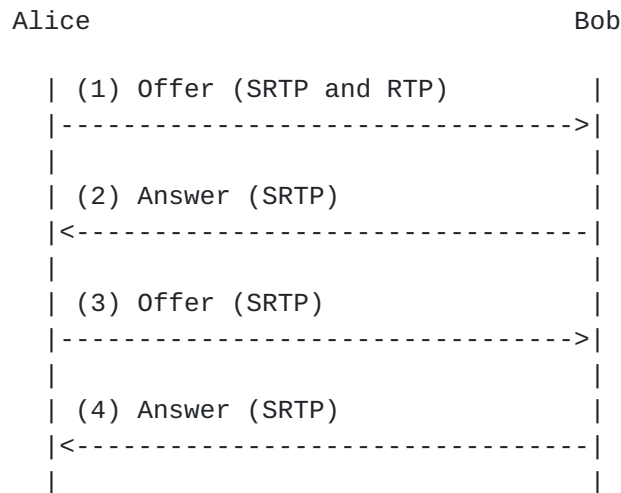 Alice                               Bob
| (1) Offer (SRTP and RTP)         |
|--------------------------------->|
|                                  |
| (2) Answer (SRTP)                |
|<---------------------------------|
|                                  |
| (3) Offer (SRTP)                 |
|--------------------------------->|
|                                  |
| (4) Answer (SRTP)                |
|<---------------------------------|
|                                  |